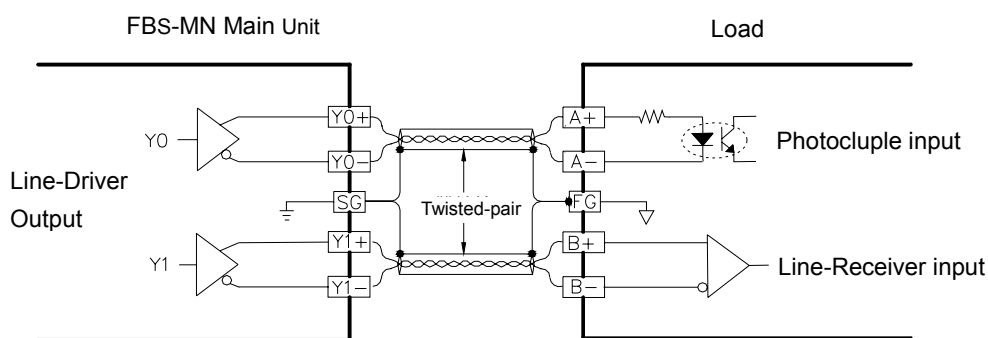 FBS-MN Main Unit
Load
Y0
Y0+
Y0-
A+
A-
Photocluple input
Line-Driver
Output
SG
Twisted-pair
FG
Y1
Y1+
Y1-
B+
B-
Line-Receiver input